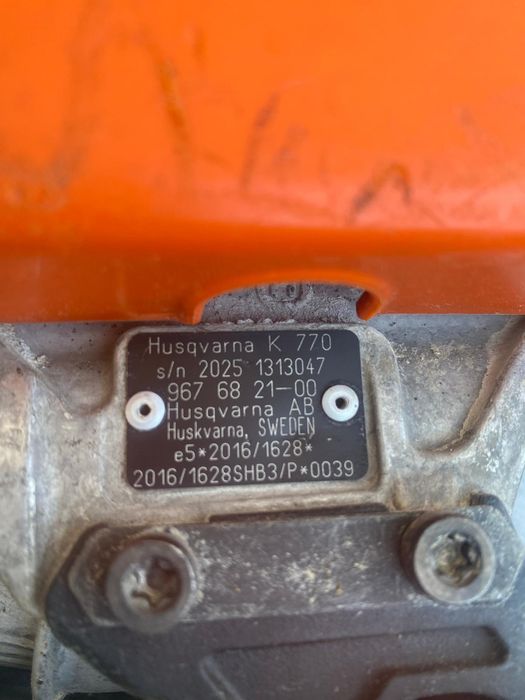 Husqvarna K 770
s/n 2025 1313047
967 68 21-00
Husqvarna AB
Huskvarna, SWEDEN
e5*2016/1628*
2016/1628SHB3/P*0039